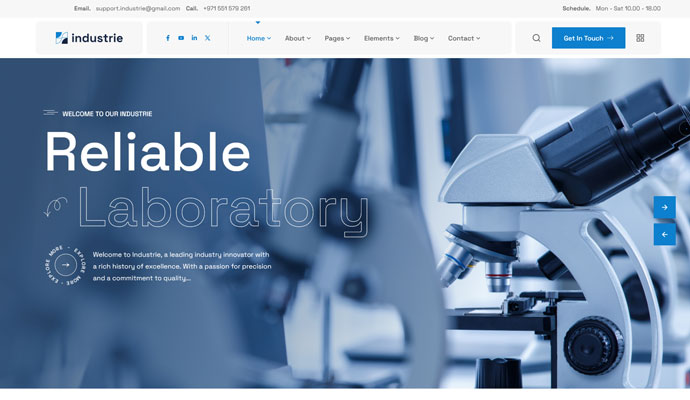 Email. support.industrie@gmail.com Call. +971 551 579 261 Schedule. Mon - Sat 10.00 - 18.00
industrie Home About Pages Elements Blog Contact Get In Touch
WELCOME TO OUR INDUSTRIE
Reliable
Laboratory
EXPLORE MORE - EXPLORE MORE -
Welcome to Industrie, a leading industry innovator with
a rich history of excellence. With a passion for precision
and a commitment to quality...